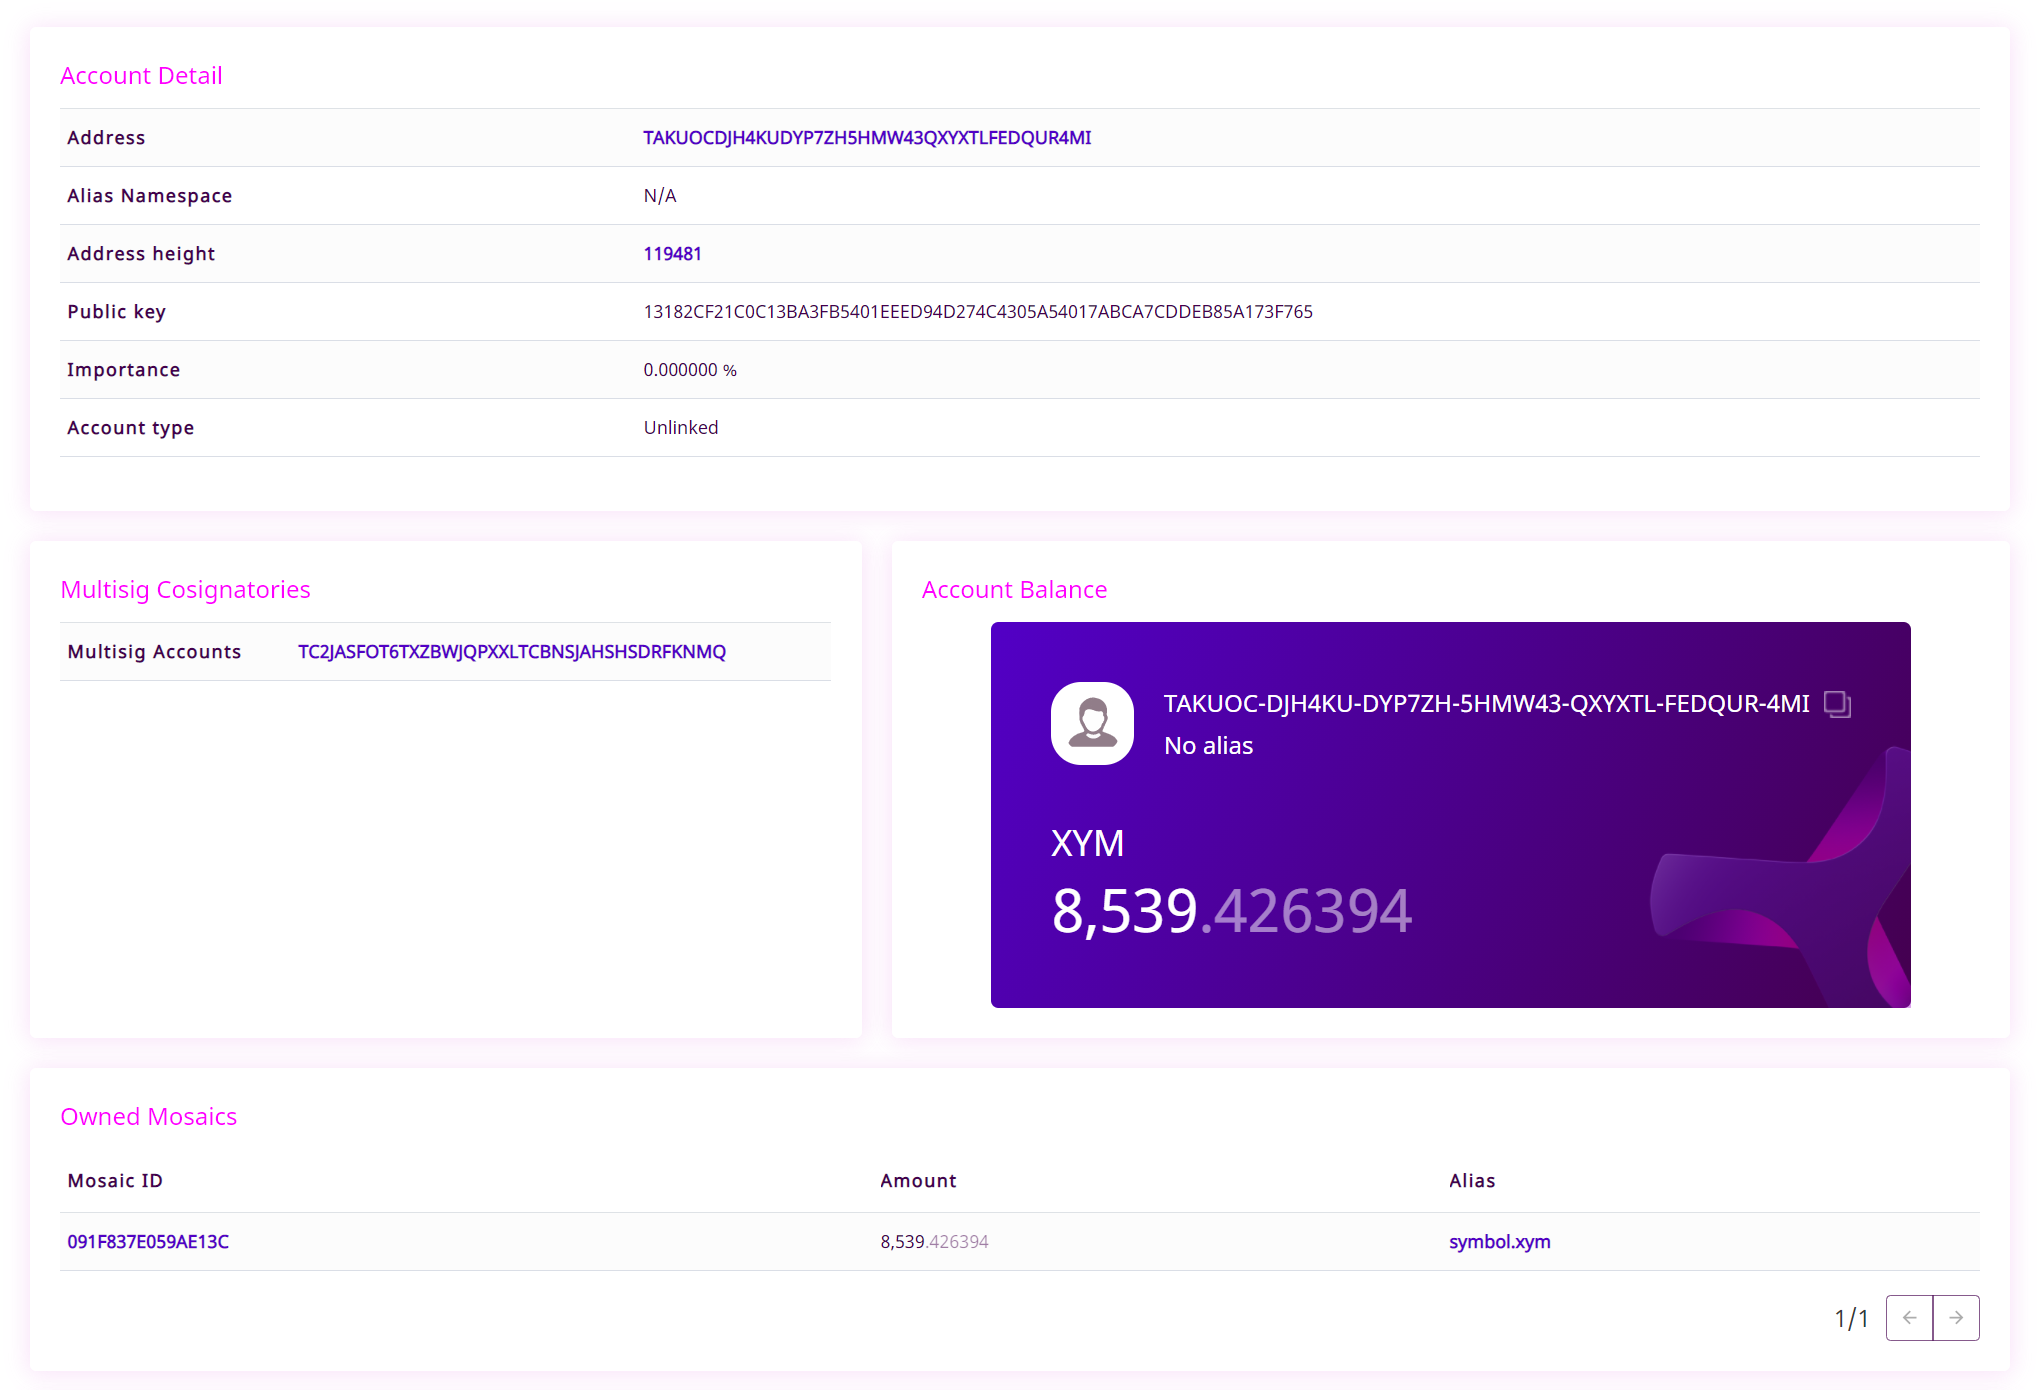 Account Detail
Address TAKUOCDJH4KUDYP7ZH5HMW43QXYXTLFEDQUR4MI
Alias Namespace N/A
Address height 119481
Public key 13182CF21C0C13BA3FB5401EEED94D274C4305A54017ABCA7CDDEB85A173F765
Importance 0.000000 %
Account type Unlinked
Multisig Cosignatories
Multisig Accounts TC2JASFOT6TXZBWJQPXXLTCBNSJAHSHSDRFKNMQ
Account Balance
TAKUOC-DJH4KU-DYP7ZH-5HMW43-QXYXTL-FEDQUR-4MI
No alias
XYM
8,539.426394
Owned Mosaics
Mosaic ID Amount Alias
091F837E059AE13C 8,539.426394 symbol.xym
1/1